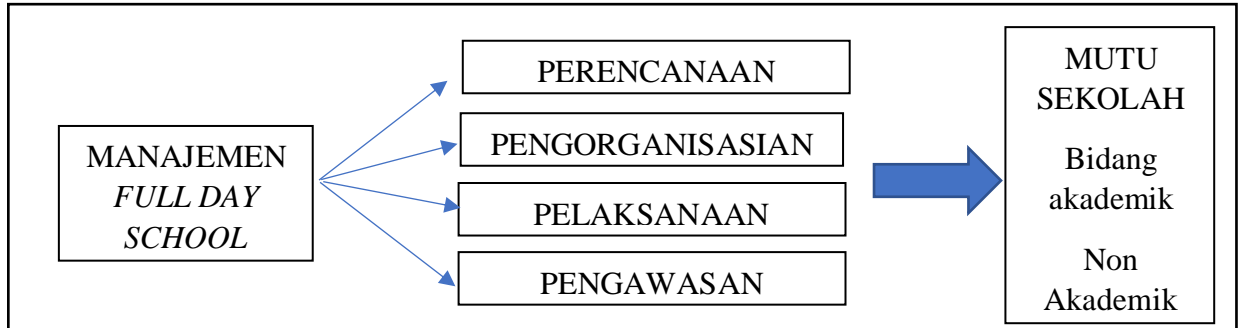 MANAJEMEN
FULL DAY
SCHOOL
PERENCANAAN
PENGORGANISASIAN
PELAKSANAAN
PENGAWASAN
MUTU
SEKOLAH
Bidang
akademik
Non
Akademik